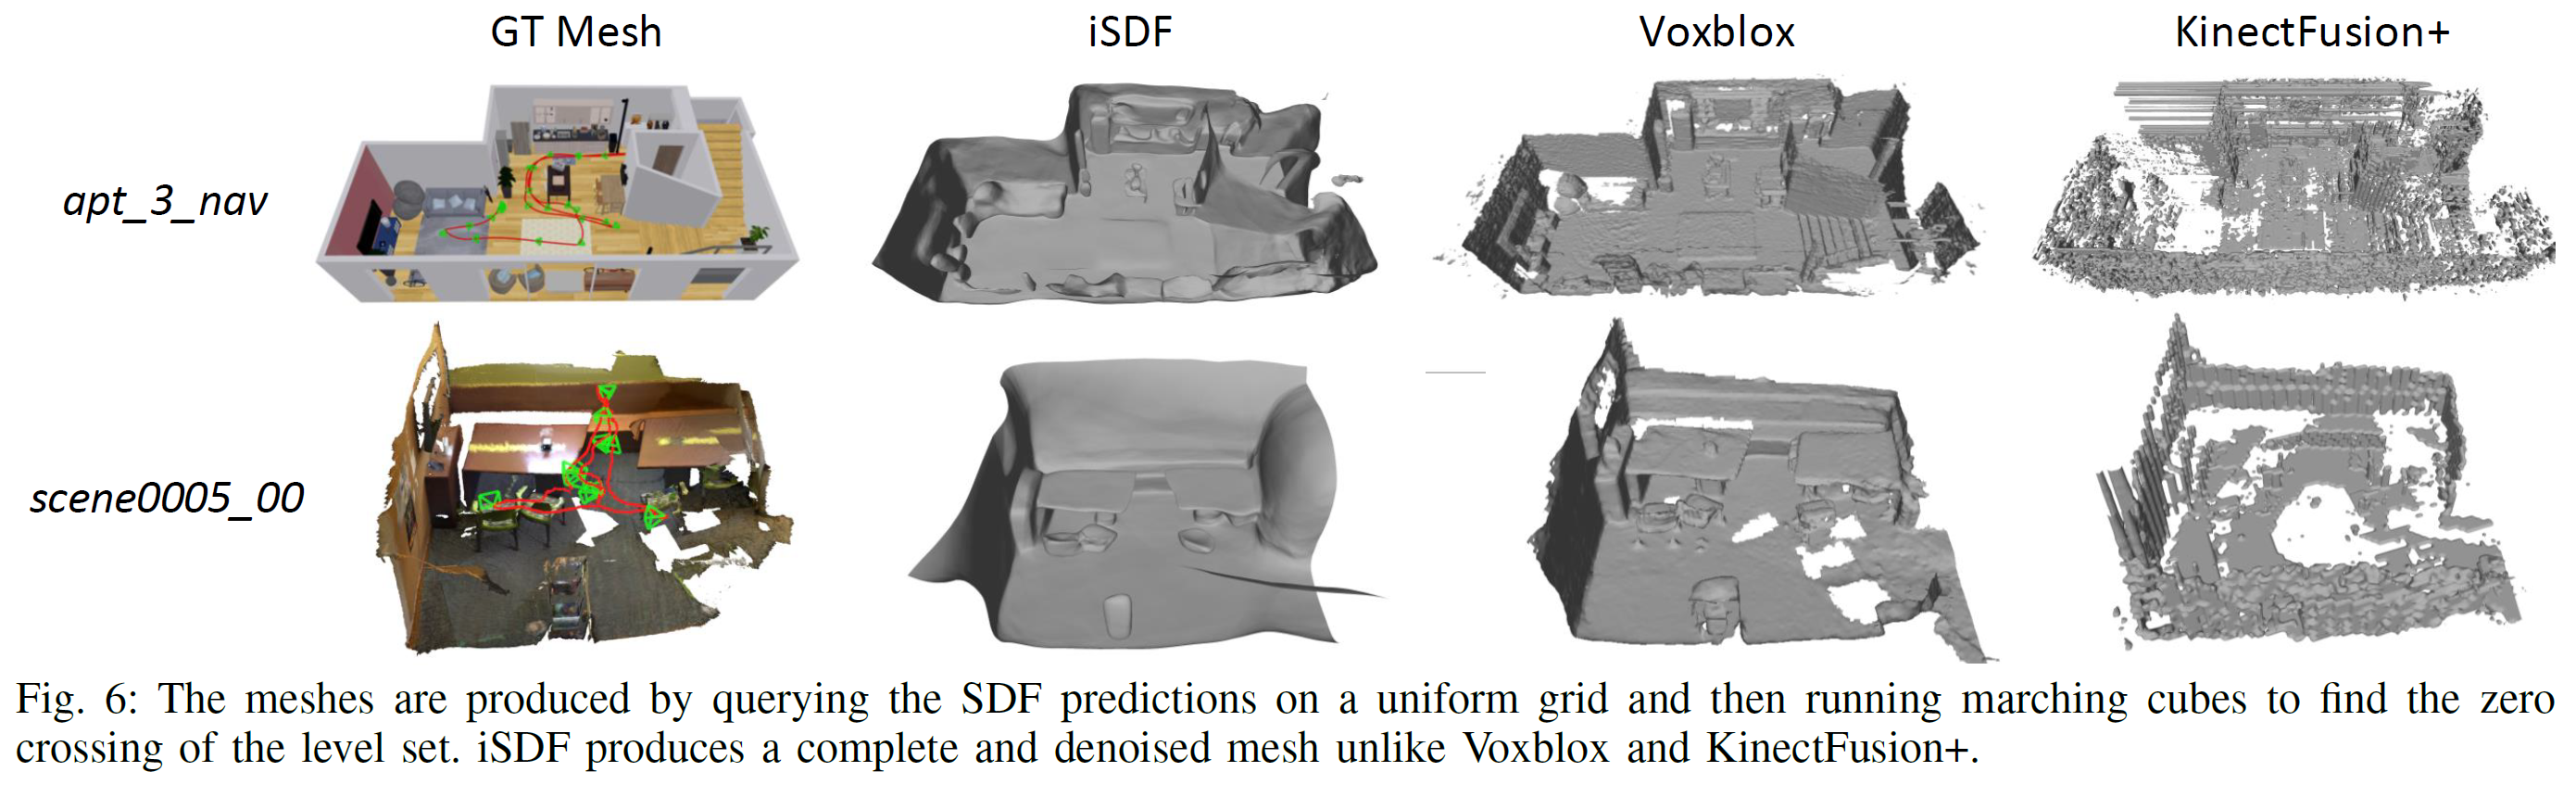 GT Mesh iSDF Voxblox KinectFusion+
apt_3_nav
scene0005_00
Fig. 6: The meshes are produced by querying the SDF predictions on a uniform grid and then running marching cubes to find the zero
crossing of the level set. iSDF produces a complete and denoised mesh unlike Voxblox and KinectFusion+.